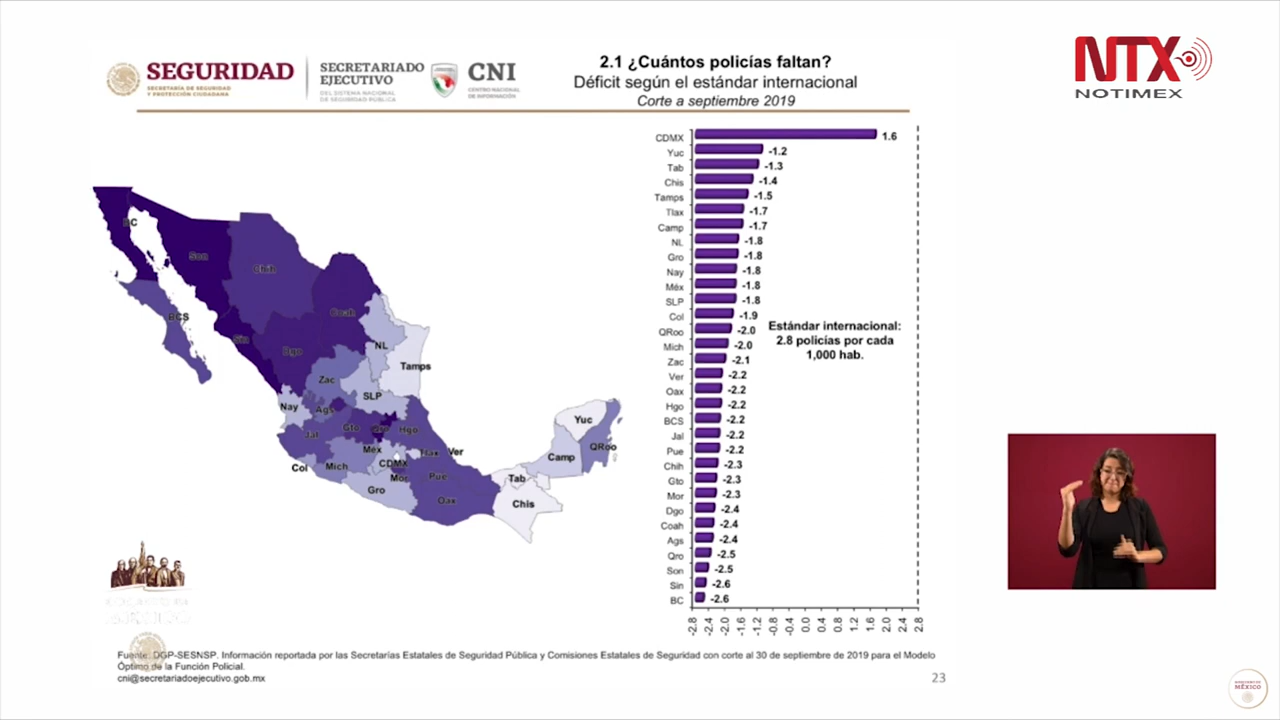 SEGURIDAD
SECRETARÍA DE SEGURIDAD
Y PROTECCIÓN CIUDADANA
SECRETARIADO
EJECUTIVO
DEL SISTEMA NACIONAL
DE SEGURIDAD PÚBLICA
CNI
CENTRO NACIONAL
DE INFORMACIÓN
2.1 ¿Cuántos policías faltan?
Déficit según el estándar internacional
Corte a septiembre 2019
NTX
NOTIMEX
BC
Son
Chih
Coah
BCS
Sin
Dgo
NL
Tamps
Zac
SLP
Nay
Ags
Gto
Qro
Hgo
Jal
Méx
Tlax
Ver
Yuc
QRoo
Camp
Col
Mich
CDMX
Mor
Pue
Tab
Gro
Oax
Chis
CDMX 1.6
Yuc -1.2
Tab -1.3
Chis -1.4
Tamps -1.5
Tlax -1.7
Camp -1.7
NL -1.8
Gro -1.8
Nay -1.8
Méx -1.8
SLP -1.8
Col -1.9
QRoo -2.0
Mich -2.0
Zac -2.1
Ver -2.2
Oax -2.2
Hgo -2.2
BCS -2.2
Jal -2.2
Pue -2.2
Chih -2.3
Gto -2.3
Mor -2.3
Dgo -2.4
Coah -2.4
Ags -2.4
Qro -2.5
Son -2.5
Sin -2.6
BC -2.6
Estándar internacional:
2.8 policías por cada
1,000 hab.
-2.8 -2.4 -2.0 -1.6 -1.2 -0.8 -0.4 0.0 0.4 0.8 1.2 1.6 2.0 2.4 2.8
Fuente: DGP-SESNSP. Información reportada por las Secretarías Estatales de Seguridad Pública y Comisiones Estatales de Seguridad con corte al 30 de septiembre de 2019 para el Modelo
Óptimo de la Función Policial.
cni@secretariadoejecutivo.gob.mx
23
GOBIERNO DE
MÉXICO